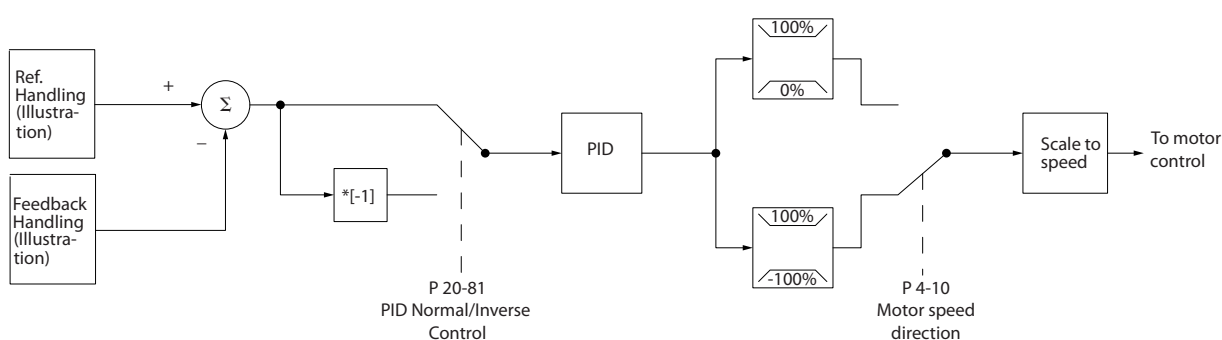 Ref.
Handling
(Illustra-
tion)
+
Σ
–
Feedback
Handling
(Illustra-
tion)
*[-1]
P 20-81
PID Normal/Inverse
Control
PID
100%
0%
100%
-100%
P 4-10
Motor speed
direction
Scale to
speed
To motor
control